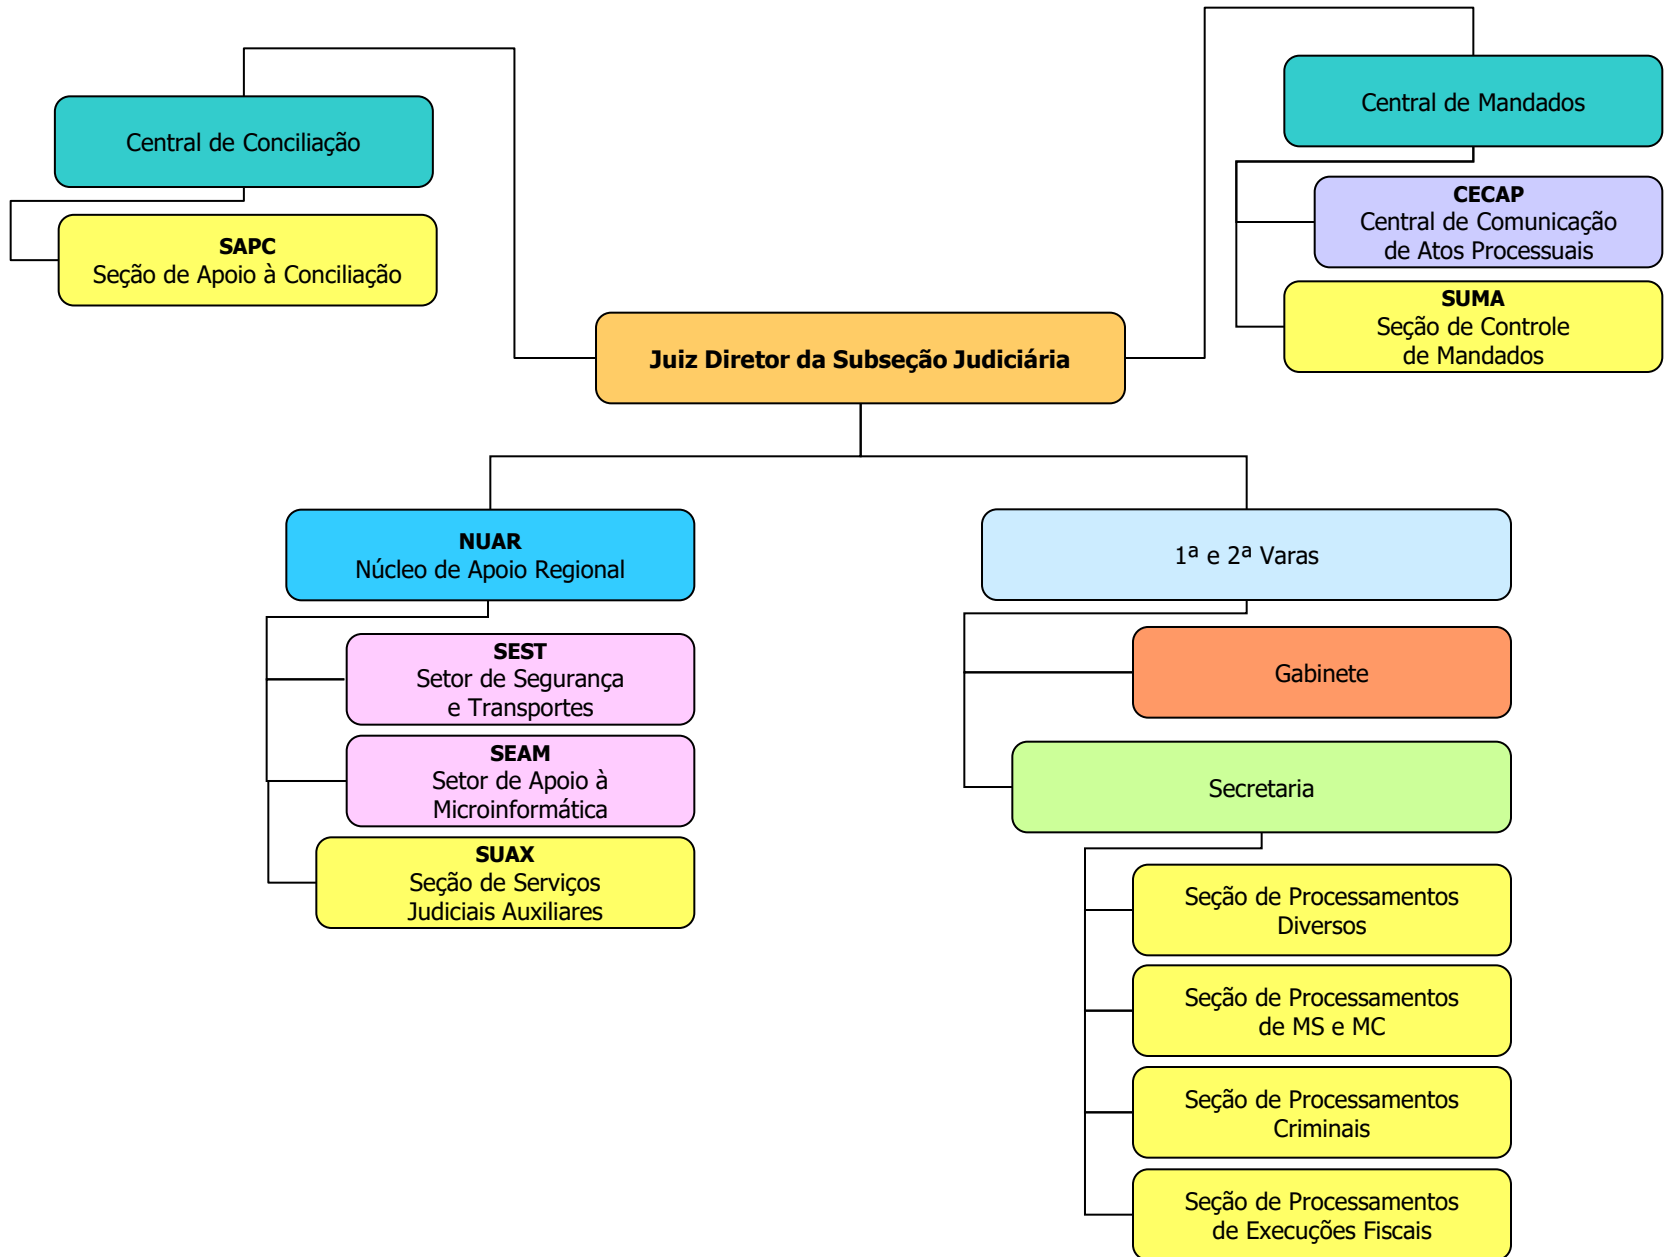 Central de Conciliação
SAPC
Seção de Apoio à Conciliação
Central de Mandados
CECAP
Central de Comunicação
de Atos Processuais
SUMA
Seção de Controle
de Mandados
Juiz Diretor da Subseção Judiciária
NUAR
Núcleo de Apoio Regional
SEST
Setor de Segurança
e Transportes
SEAM
Setor de Apoio à
Microinformática
SUAX
Seção de Serviços
Judiciais Auxiliares
1ª e 2ª Varas
Gabinete
Secretaria
Seção de Processamentos
Diversos
Seção de Processamentos
de MS e MC
Seção de Processamentos
Criminais
Seção de Processamentos
de Execuções Fiscais